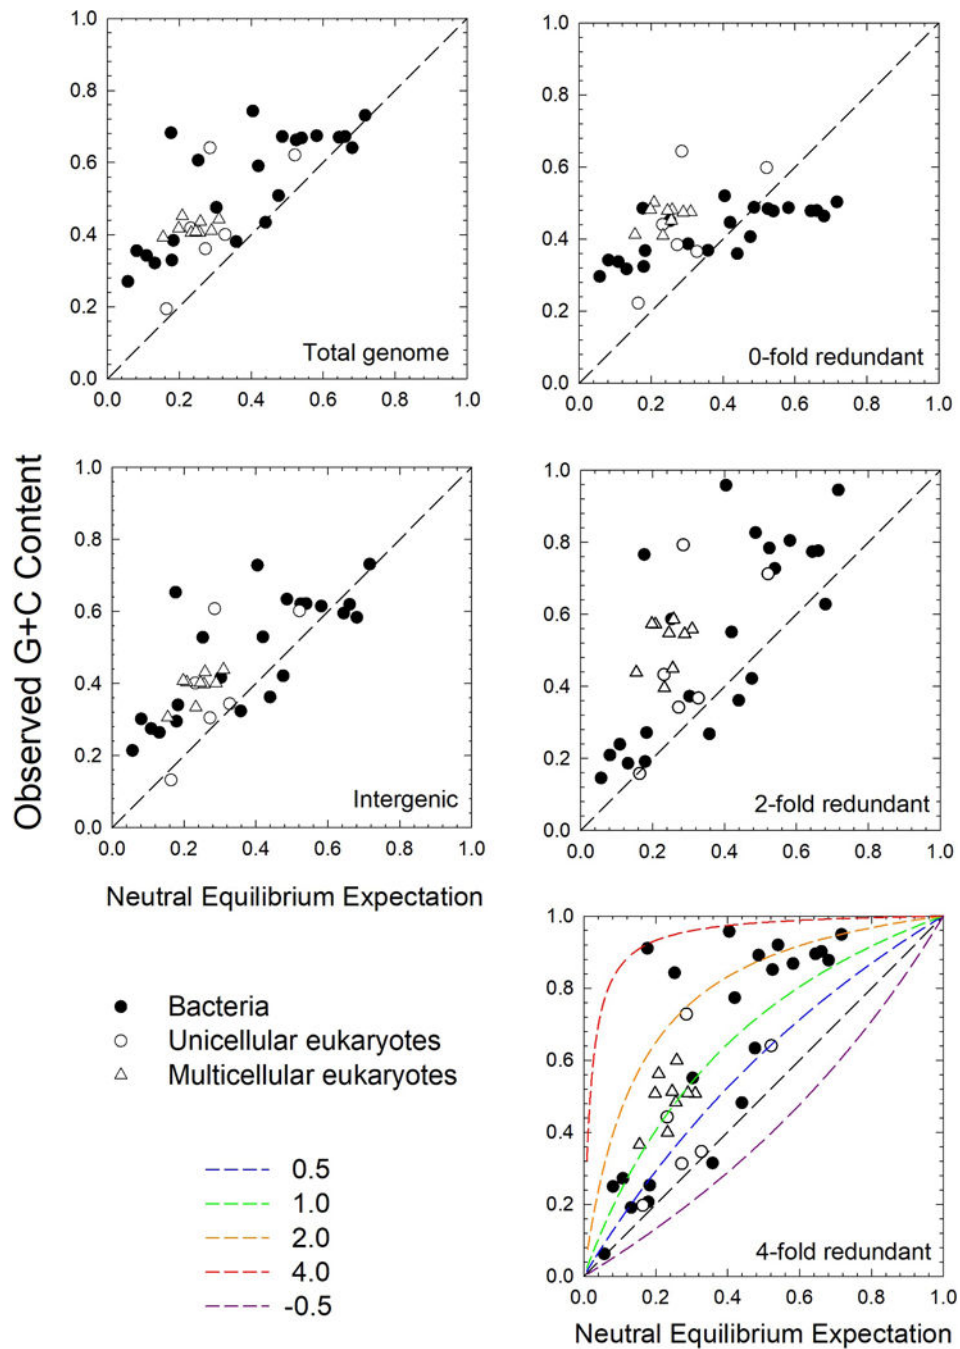 1.0
0.8
0.6
0.4
0.2
0.0
0.0 0.2 0.4 0.6 0.8 1.0
Total genome
1.0
0.8
0.6
0.4
0.2
0.0
0.0 0.2 0.4 0.6 0.8 1.0
0-fold redundant
Observed G+C Content
1.0
0.8
0.6
0.4
0.2
0.0
0.0 0.2 0.4 0.6 0.8 1.0
Intergenic
Neutral Equilibrium Expectation
1.0
0.8
0.6
0.4
0.2
0.0
0.0 0.2 0.4 0.6 0.8 1.0
2-fold redundant
Bacteria
Unicellular eukaryotes
Multicellular eukaryotes
0.5
1.0
2.0
4.0
-0.5
1.0
0.8
0.6
0.4
0.2
0.0
0.0 0.2 0.4 0.6 0.8 1.0
4-fold redundant
Neutral Equilibrium Expectation